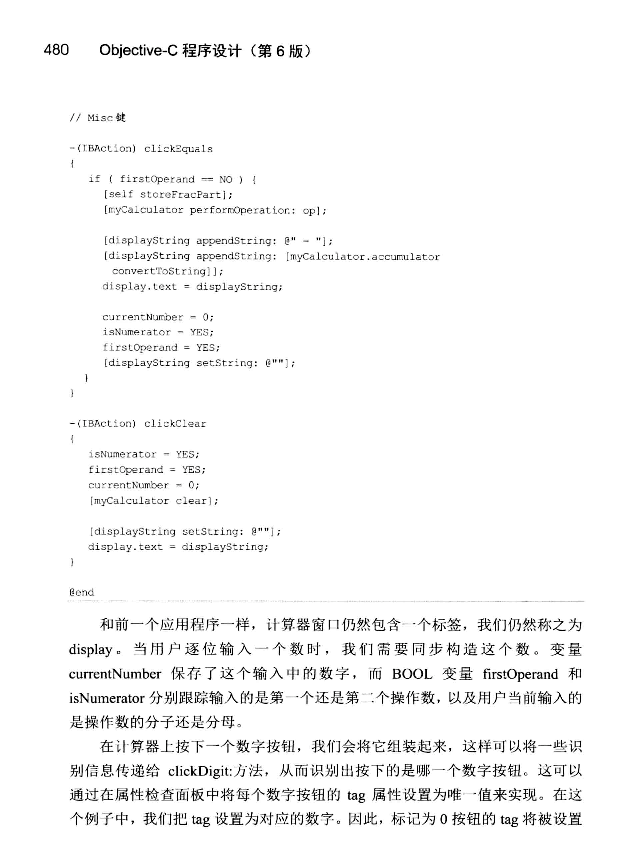 480 Objective-C 程序设计（第 6 版）
// Misc 键
-(IBAction) clickEquals
{
if ( firstOperand == NO ) {
[self storeFracPart];
[myCalculator performOperation: op];
[displayString appendString: @" = "];
[displayString appendString: [myCalculator.accumulator
convertToString]];
display.text = displayString;
currentNumber = 0;
isNumerator = YES;
firstOperand = YES;
[displayString setString: @""];
}
}
-(IBAction) clickClear
{
isNumerator = YES;
firstOperand = YES;
currentNumber = 0;
[myCalculator clear];
[displayString setString: @""];
display.text = displayString;
}
@end
和前一个应用程序一样，计算器窗口仍然包含一个标签，我们仍然称之为
display。当用户逐位输入一个数时，我们需要同步构造这个数。变量
currentNumber 保存了这个输入中的数字，而 BOOL 变量 firstOperand 和
isNumerator 分别跟踪输入的是第一个还是第二个操作数，以及用户当前输入的
是操作数的分子还是分母。
在计算器上按下一个数字按钮，我们会将它组装起来，这样可以将一些识
别信息传递给 clickDigit:方法，从而识别出按下的是哪一个数字按钮。这可以
通过在属性检查面板中将每个数字按钮的 tag 属性设置为唯一值来实现。在这
个例子中，我们把 tag 设置为对应的数字。因此，标记为 0 按钮的 tag 将被设置